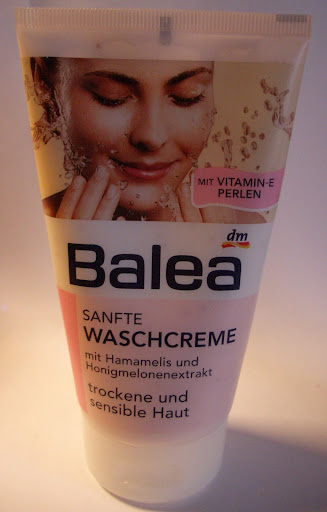 MIT VITAMIN-E
PERLEN
dm
Balea
SANFTE
WASCHCREME
mit Hamamelis und
Honigmelonenextrakt
trockene und
sensible Haut